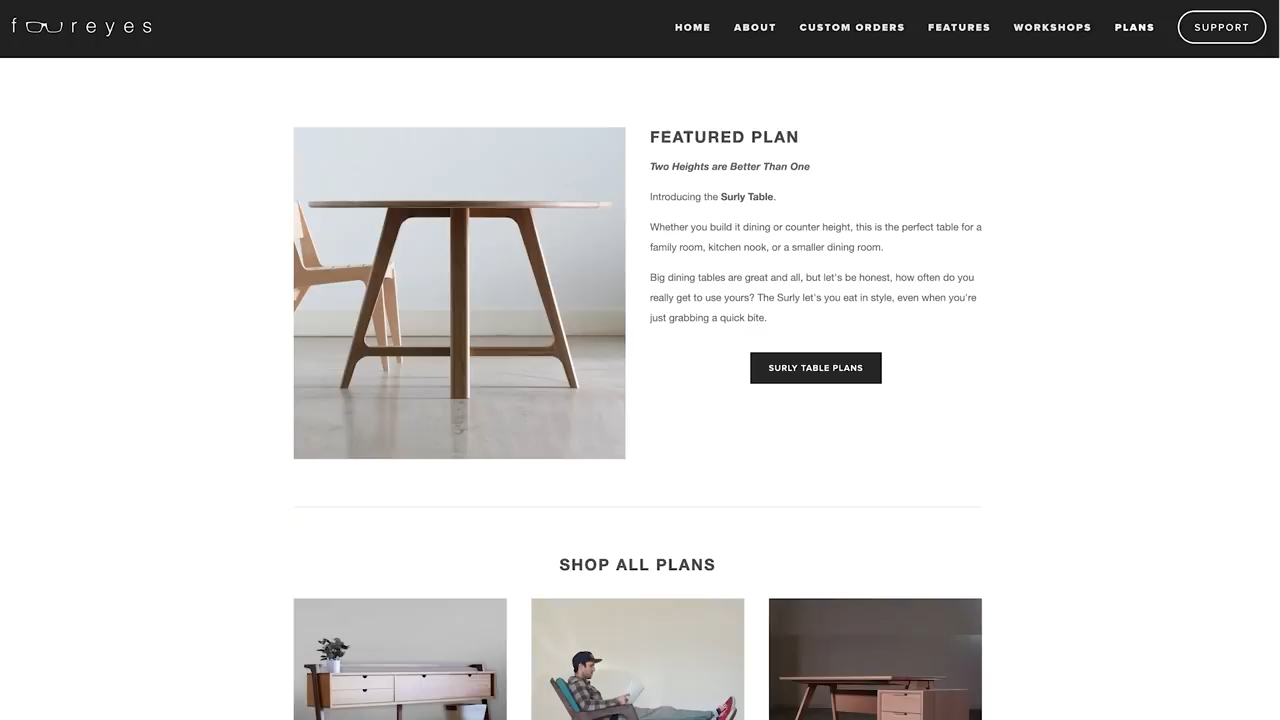 foureyes
HOME ABOUT CUSTOM ORDERS FEATURES WORKSHOPS PLANS SUPPORT
FEATURED PLAN
Two Heights are Better Than One
Introducing the Surly Table.
Whether you build it dining or counter height, this is the perfect table for a
family room, kitchen nook, or a smaller dining room.
Big dining tables are great and all, but let's be honest, how often do you
really get to use yours? The Surly let's you eat in style, even when you're
just grabbing a quick bite.
SURLY TABLE PLANS
SHOP ALL PLANS